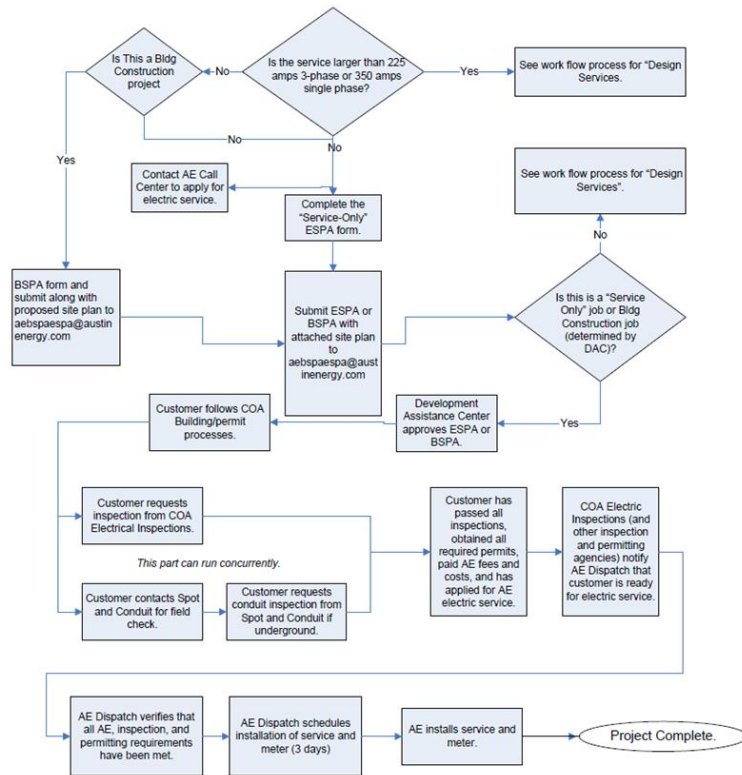 Is This a Bldg
Construction
project
No
Is the service larger than 225
amps 3-phase or 350 amps
single phase?
Yes
See work flow process for “Design
Services.
No
No
Yes
Contact AE Call
Center to apply for
electric service.
Complete the
“Service-Only”
ESPA form.
See work flow process for “Design
Services”.
No
BSPA form and
submit along with
proposed site plan to
aebspaespa@austin
energy.com
Submit ESPA or
BSPA with
attached site plan
to
aebspaespa@aust
inenergy.com
Is this is a “Service
Only” job or Bldg
Construction job
(determined by
DAC)?
Yes
Development
Assistance Center
approves ESPA or
BSPA.
Customer follows COA
Building/permit
processes.
Customer requests
inspection from COA
Electrical Inspections.
This part can run concurrently.
Customer contacts Spot
and Conduit for field
check.
Customer requests
conduit inspection from
Spot and Conduit if
underground.
Customer has
passed all
inspections,
obtained all
required permits,
paid AE fees and
costs, and has
applied for AE
electric service.
COA Electric
Inspections (and
other inspection
and permitting
agencies) notify
AE Dispatch that
customer is ready
for electric service.
AE Dispatch verifies that
all AE, inspection, and
permitting requirements
have been met.
AE Dispatch schedules
installation of service and
meter (3 days)
AE installs service and
meter.
Project Complete.